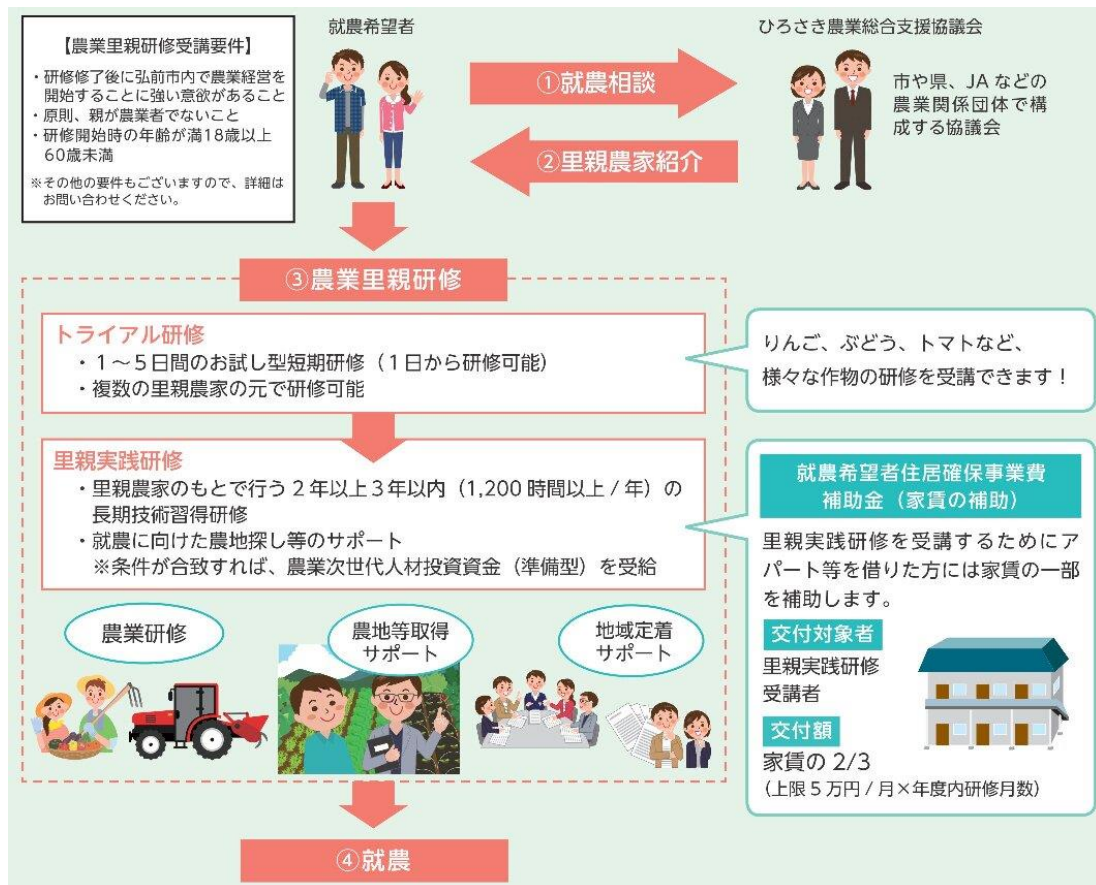 【農業里親研修受講要件】
・研修修了後に弘前市内で農業経営を
開始することに強い意欲があること
・原則、親が農業者でないこと
・研修開始時の年齢が満18歳以上
60歳未満
※その他の要件もございますので、詳細は
お問い合わせください。
就農希望者
①就農相談
②里親農家紹介
ひろさき農業総合支援協議会
市や県、JAなどの
農業関係団体で構
成する協議会
③農業里親研修
トライアル研修
・1～5日間のお試し型短期研修（1日から研修可能）
・複数の里親農家の元で研修可能
りんご、ぶどう、トマトなど、
様々な作物の研修を受講できます！
里親実践研修
・里親農家のもとで行う2年以上3年以内（1,200時間以上/年）の
長期技術習得研修
・就農に向けた農地探し等のサポート
※条件が合致すれば、農業次世代人材投資資金（準備型）を受給
農業研修
農地等取得
サポート
地域定着
サポート
就農希望者住居確保事業費
補助金（家賃の補助）
里親実践研修を受講するためにア
パート等を借りた方には家賃の一部
を補助します。
交付対象者
里親実践研修
受講者
交付額
家賃の2/3
（上限5万円/月×年度内研修月数）
④就農